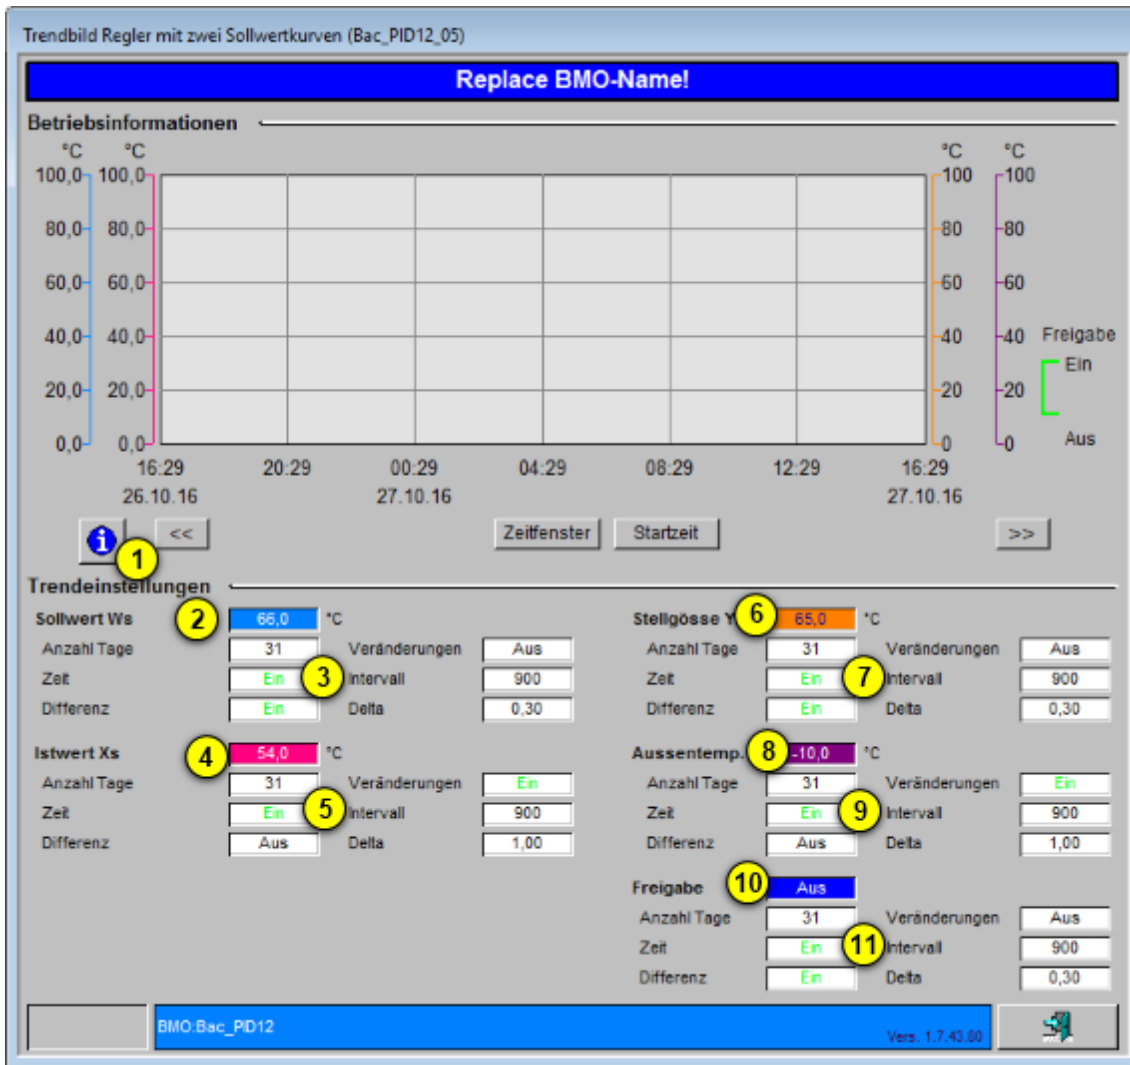 Trendbild Regler mit zwei Sollwertkurven (Bac_PID12_05)
Replace BMO-Name!
Betriebsinformationen
°C °C °C °C
100,0 100,0 100 100
80,0 80,0 80 80
60,0 60,0 60 60
40,0 40,0 40 40 Freigabe
Ein
20,0 20,0 20 20
0,0 0,0 0 0 Aus
16:29 20:29 00:29 04:29 08:29 12:29 16:29
26.10.16 27.10.16 27.10.16
i 1 << Zeitfenster Startzeit >>
Trendeinstellungen
Sollwert Ws 2 66,0 °C Stellgösse Y 6 65,0 °C
Anzahl Tage 31 Veränderungen Aus Anzahl Tage 31 Veränderungen Aus
Zeit Ein 3 Intervall 900 Zeit Ein 7 Intervall 900
Differenz Ein Delta 0,30 Differenz Ein Delta 0,30
Istwert Xs 4 54,0 °C Aussentemp. 8 -10,0 °C
Anzahl Tage 31 Veränderungen Ein Anzahl Tage 31 Veränderungen Ein
Zeit Ein 5 Intervall 900 Zeit Ein 9 Intervall 900
Differenz Aus Delta 1,00 Differenz Aus Delta 1,00
Freigabe 10 Aus
Anzahl Tage 31 Veränderungen Aus
Zeit Ein 11 Intervall 900
Differenz Ein Delta 0,30
BMO:Bac_PID12 Vers. 1.7.43.80